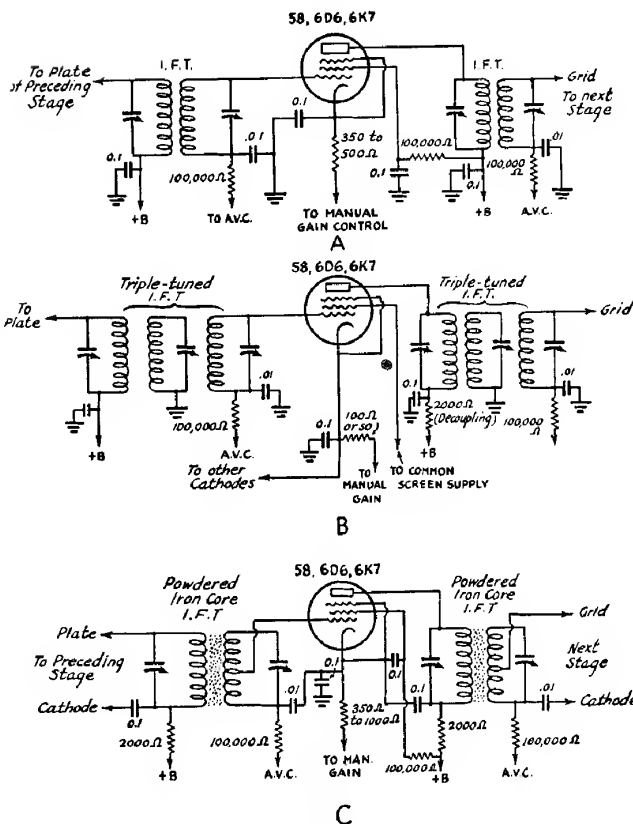 58, 6D6, 6K7
I.F.T.
I.F.T.
To Plate
of Preceding
Stage
Grid
To next
Stage
0.1
.01
0.1
350 to
500Ω
100,000Ω
0.1
0.1
.01
100,000
Ω
100,000Ω
+B
TO A.V.C.
TO MANUAL
GAIN CONTROL
+B
A.V.C.
A
58, 6D6, 6K7
Triple-tuned
I.F.T.
Triple-tuned
I.F.T.
To
Plate
Grid
.01
0.1
.01
100,000Ω
0.1
100Ω
or so
2000Ω
(Decoupling)
100,000
Ω
+B
A.V.C.
To other
Cathodes
TO
MANUAL
GAIN
TO COMMON
SCREEN SUPPLY
+B
B
58, 6D6, 6K7
Powdered
Iron Core
I.F.T
Powdered
Iron Core
I.F.T
Plate
Grid
To Preceding
Stage
Next
Stage
Cathode
0.1
.01
0.1
0.1
0.1
.01
Cathode
2000Ω
100,000Ω
350Ω
to 1000Ω
2000Ω
100,000Ω
+B
A.V.C.
TO MAN.
GAIN
100,000Ω
+B
A.V.C.
C